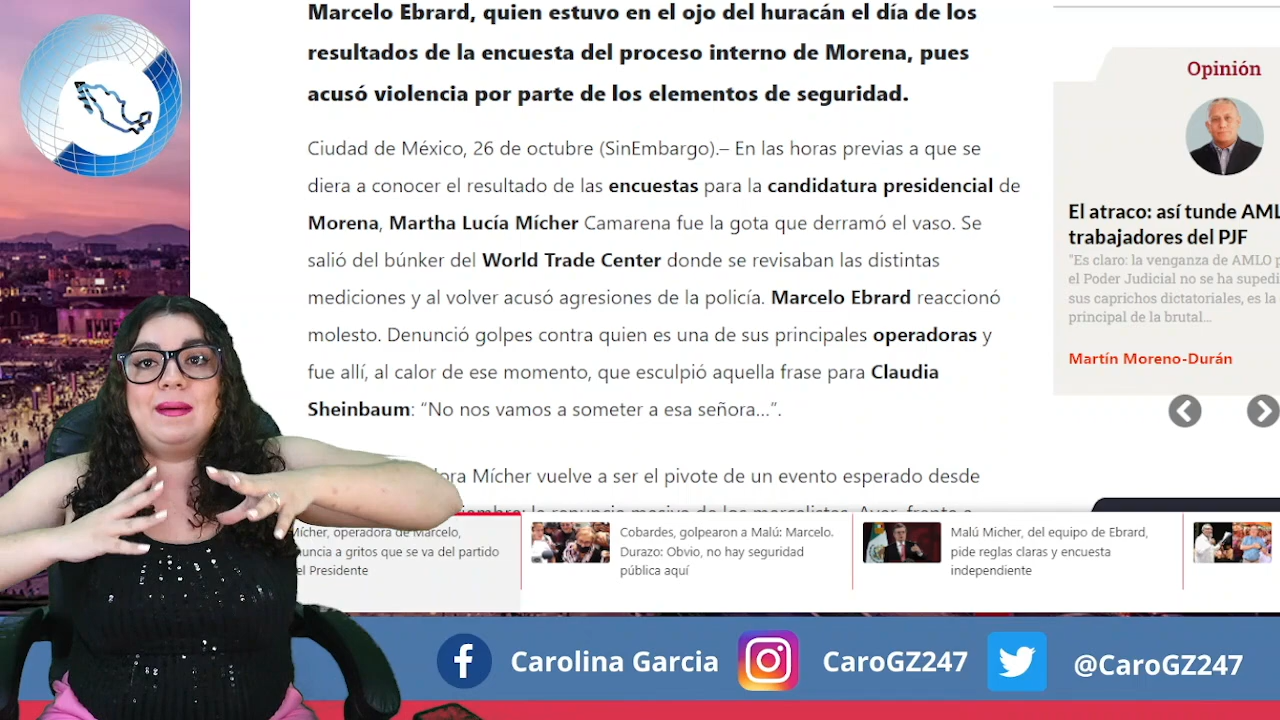 Marcelo Ebrard, quien estuvo en el ojo del huracán el día de los
resultados de la encuesta del proceso interno de Morena, pues
acusó violencia por parte de los elementos de seguridad.
Ciudad de México, 26 de octubre (SinEmbargo).– En las horas previas a que se
diera a conocer el resultado de las encuestas para la candidatura presidencial de
Morena, Martha Lucía Mícher Camarena fue la gota que derramó el vaso. Se
salió del búnker del World Trade Center donde se revisaban las distintas
mediciones y al volver acusó agresiones de la policía. Marcelo Ebrard reaccionó
molesto. Denunció golpes contra quien es una de sus principales operadoras y
fue allí, al calor de ese momento, que esculpió aquella frase para Claudia
Sheinbaum: “No nos vamos a someter a esa señora...”.
Mícher vuelve a ser el pivote de un evento esperado desde
la renuncia masiva de los marcelistas. Ayer, frente a
Opinión
El atraco: así tunde AML
trabajadores del PJF
"Es claro: la venganza de AMLO p
el Poder Judicial no se ha supedi
sus caprichos dictatoriales, es la
principal de la brutal...
Martín Moreno-Durán
Mícher, operadora de Marcelo,
nuncia a gritos que se va del partido
el Presidente
Cobardes, golpearon a Malú: Marcelo.
Durazo: Obvio, no hay seguridad
pública aquí
Malú Micher, del equipo de Ebrard,
pide reglas claras y encuesta
independiente
Carolina Garcia
CaroGZ247
@CaroGZ247